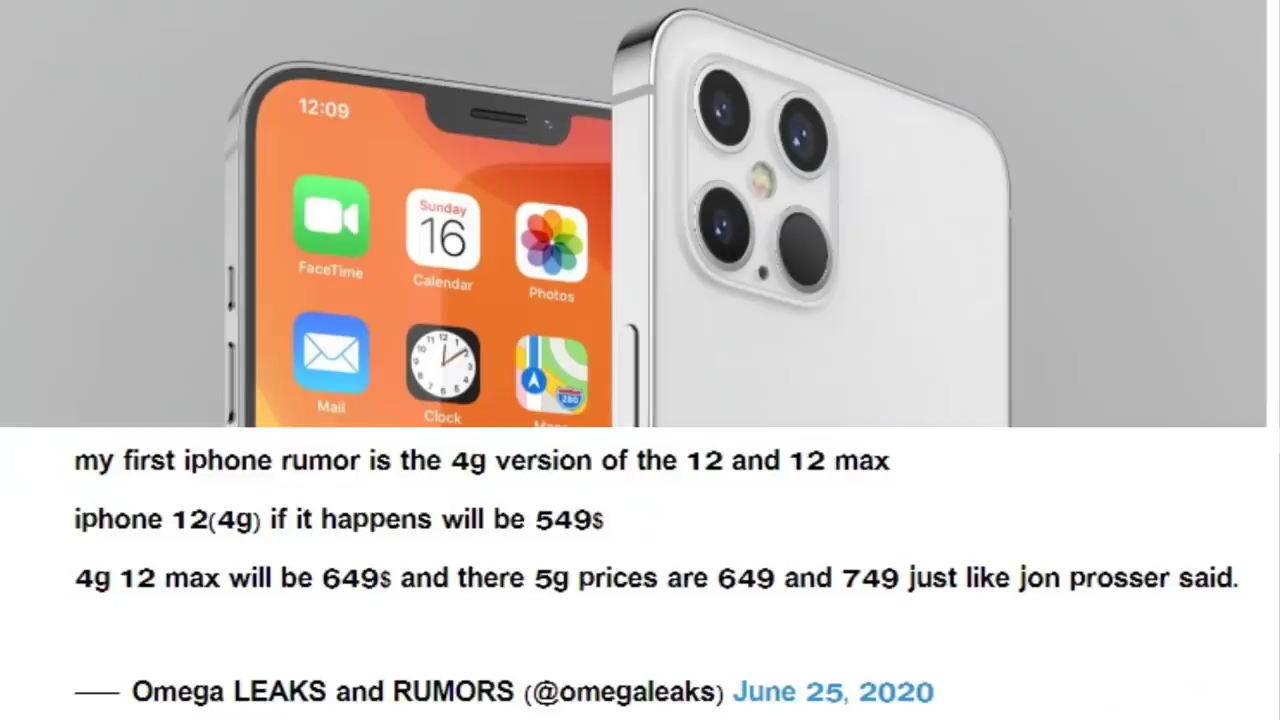 12:09
FaceTime
Sunday
16
Calendar
Photos
Mail
12
Clock
280
my first iphone rumor is the 4g version of the 12 and 12 max
iphone 12(4g) if it happens will be 549$
4g 12 max will be 649$ and there 5g prices are 649 and 749 just like jon prosser said.
—— Omega LEAKS and RUMORS (@omegaleaks) June 25, 2020